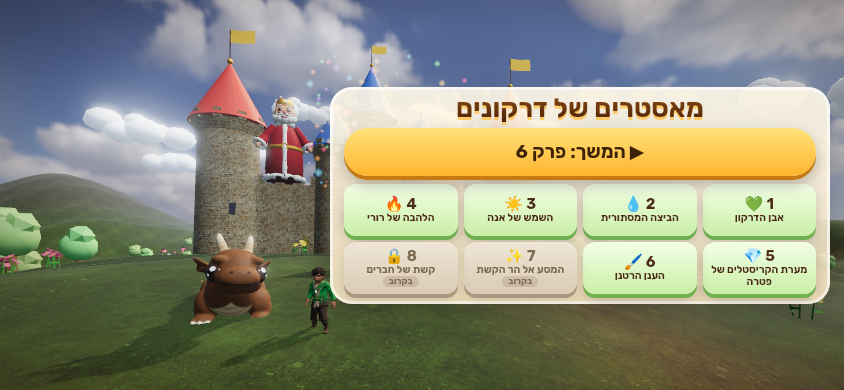 מאסטרים של דרקונים
▶ המשך: פרק 6
1 💚
אבן הדרקון
2 💧
הביצה המסתורית
3 ☀️
השמש של אנה
4 🔥
הלהבה של רורי
5 💎
מערת הקריסטלים של
פטרה
6 🖌️
הענן הרטנן
7 ✨
המסע אל הר הקשת
בקרוב
8 🔒
קשת של חברים
בקרוב